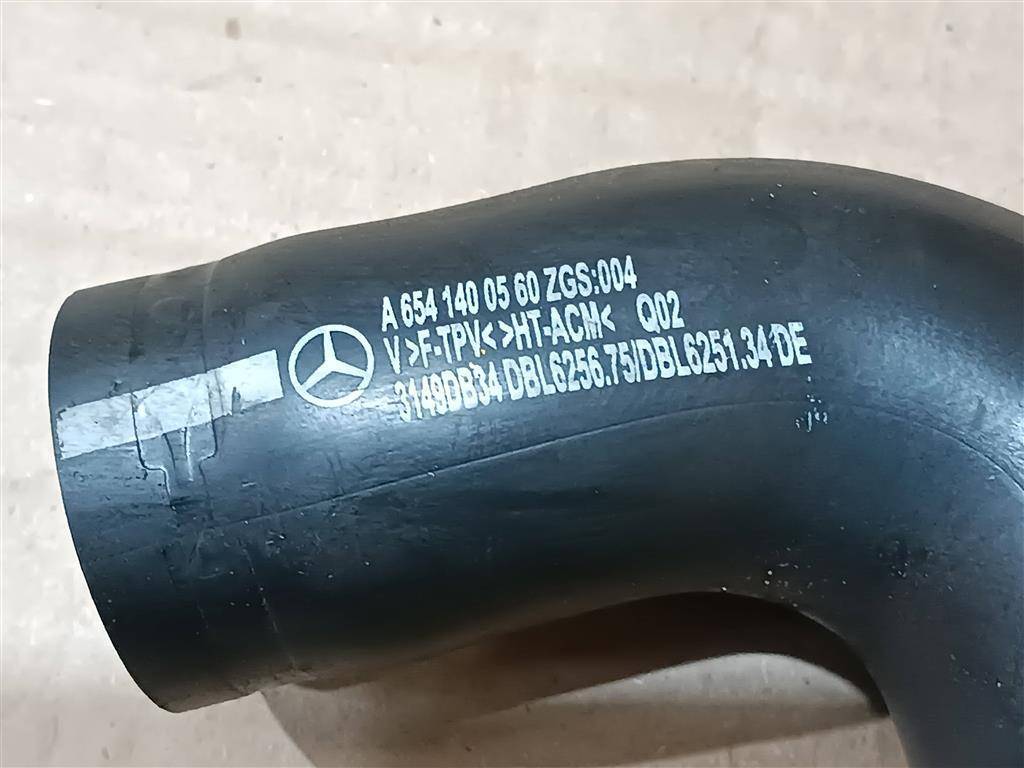 A 654 140 05 60 ZGS:004
V >F-TPV< >HT-ACM< Q02
3149DB34 DBL6256.75/DBL6251.34 DE